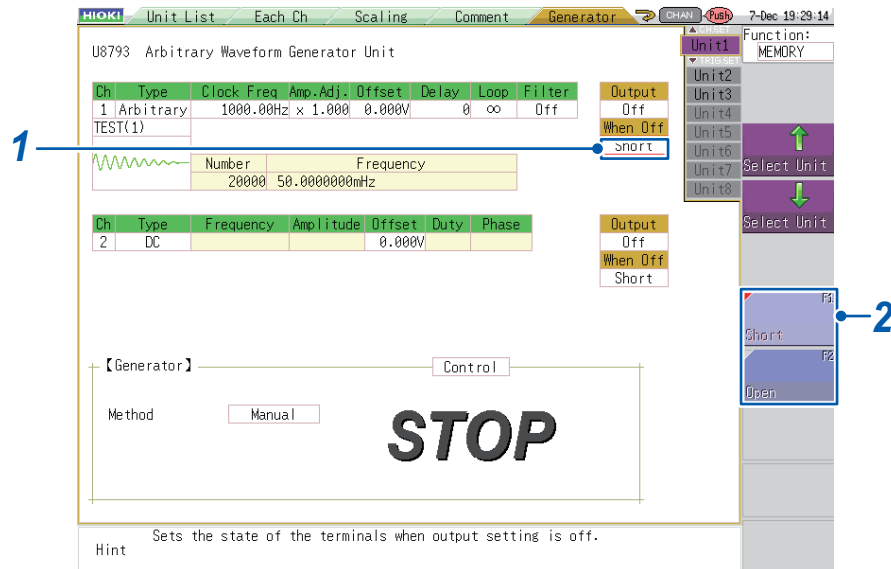 HIOKI Unit List Each Ch Scaling Comment Generator CHAN Push 7-Dec 19:29:14
U8793 Arbitrary Waveform Generator Unit
Ch Type Clock Freq Amp.Adj. Offset Delay Loop Filter
1 Arbitrary 1000.00Hz × 1.000 0.000V 0 ∞ Off
TEST(1)
Number Frequency
20000 50.0000000mHz
Output
Off
When Off
Short
1
Ch Type Frequency Amplitude Offset Duty Phase
2 DC 0.000V
Output
Off
When Off
Short
【Generator】 Control
Method Manual
STOP
CH.SET
Unit1
TRIG.SET
Unit2
Unit3
Unit4
Unit5
Unit6
Unit7
Unit8
Function:
MEMORY
Select Unit
Select Unit
F1
Short
F2
Open
2
Hint Sets the state of the terminals when output setting is off.